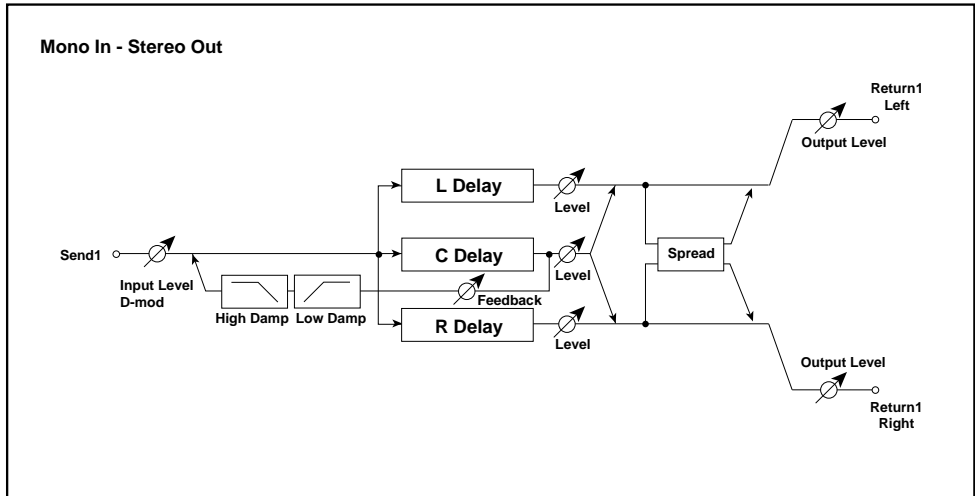 Mono In - Stereo Out
Return1
Left
Output Level
L Delay
Level
Send1
Input Level
D-mod
C Delay
Level
Spread
High Damp
Low Damp
Feedback
R Delay
Level
Output Level
Return1
Right